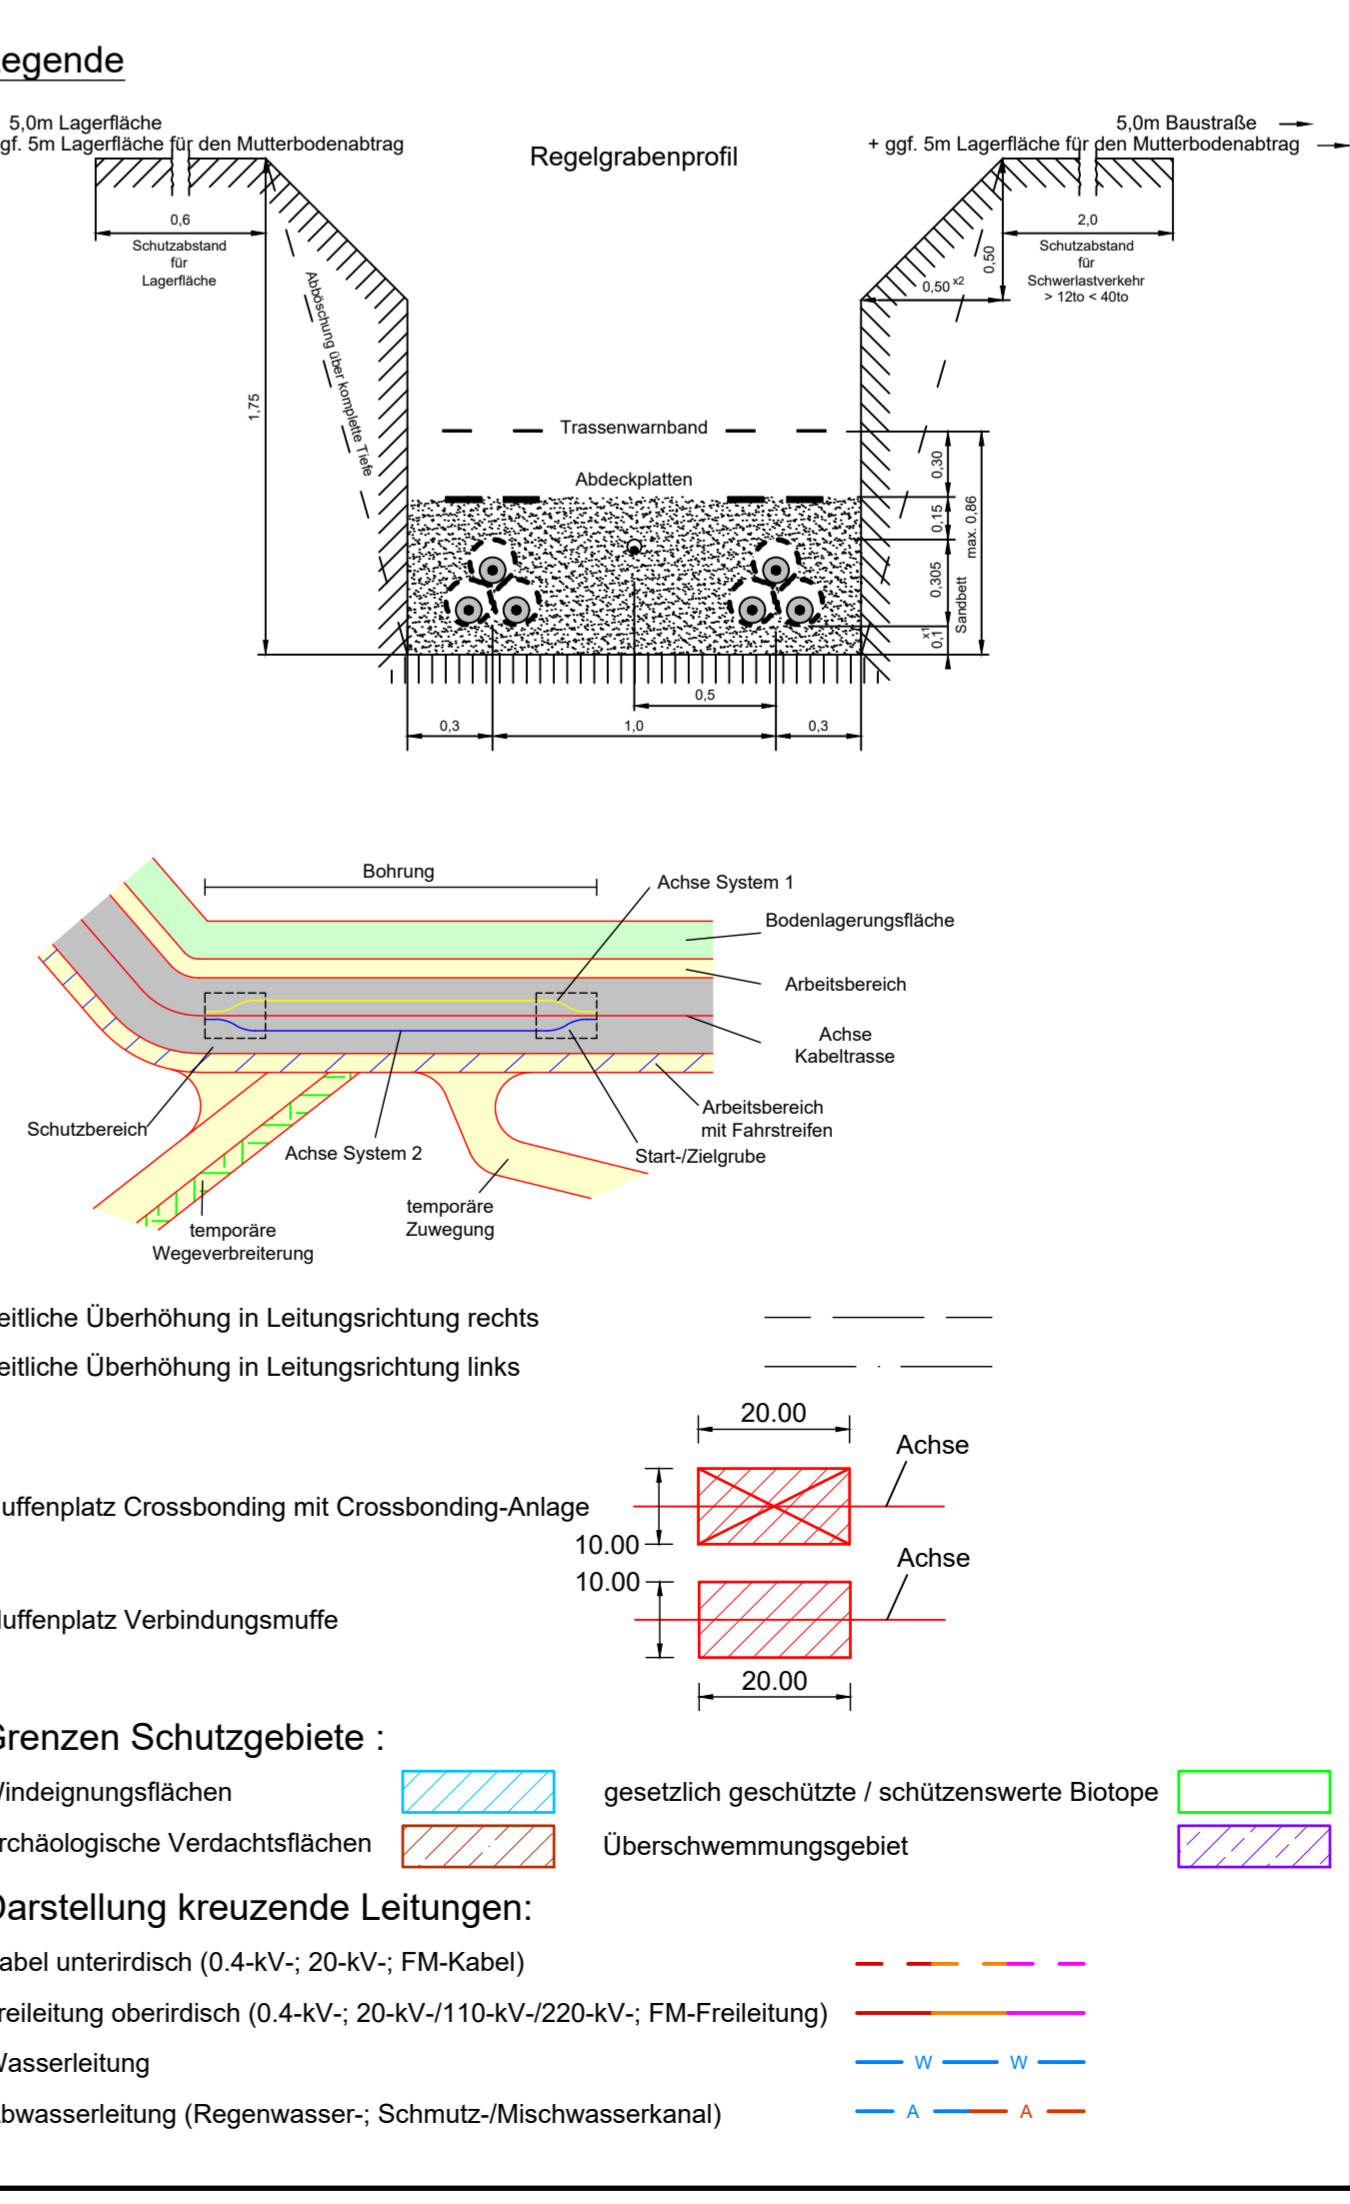 egende
5,0m Lagerfläche
gf. 5m Lagerfläche für den Mutterbodenabtrag
Regelgrabenprofil
5,0m Baustraße
+ ggf. 5m Lagerfläche für den Mutterbodenabtrag
0,6
Schutzabstand
für
Lagerfläche
2,0
Schutzabstand
für
Schwerlastverkehr
> 12to < 40to
0,50
0,50 x2
Abböschung über komplette Tiefe
1,75
Trassenwarnband
Abdeckplatten
0,30
0.15
0,305
0,1 x1
Sandbett
max. 0,86
0,5
0,3
1,0
0,3
Bohrung
Achse System 1
Bodenlagerungsfläche
Arbeitsbereich
Achse
Kabeltrasse
Arbeitsbereich
mit Fahrstreifen
Schutzbereich
Achse System 2
Start-/Zielgrube
temporäre
Zuwegung
temporäre
Wegeverbreiterung
eitliche Überhöhung in Leitungsrichtung rechts
eitliche Überhöhung in Leitungsrichtung links
20.00
Achse
uffenplatz Crossbonding mit Crossbonding-Anlage
10.00
10.00
Achse
uffenplatz Verbindungsmuffe
20.00
Grenzen Schutzgebiete :
Windeignungsflächen
gesetzlich geschützte / schützenswerte Biotope
rchäologische Verdachtsflächen
Überschwemmungsgebiet
Darstellung kreuzende Leitungen:
abel unterirdisch (0.4-kV-; 20-kV-; FM-Kabel)
reileitung oberirdisch (0.4-kV-; 20-kV-/110-kV-/220-kV-; FM-Freileitung)
Wasserleitung
W W
bwasserleitung (Regenwasser-; Schmutz-/Mischwasserkanal)
A A